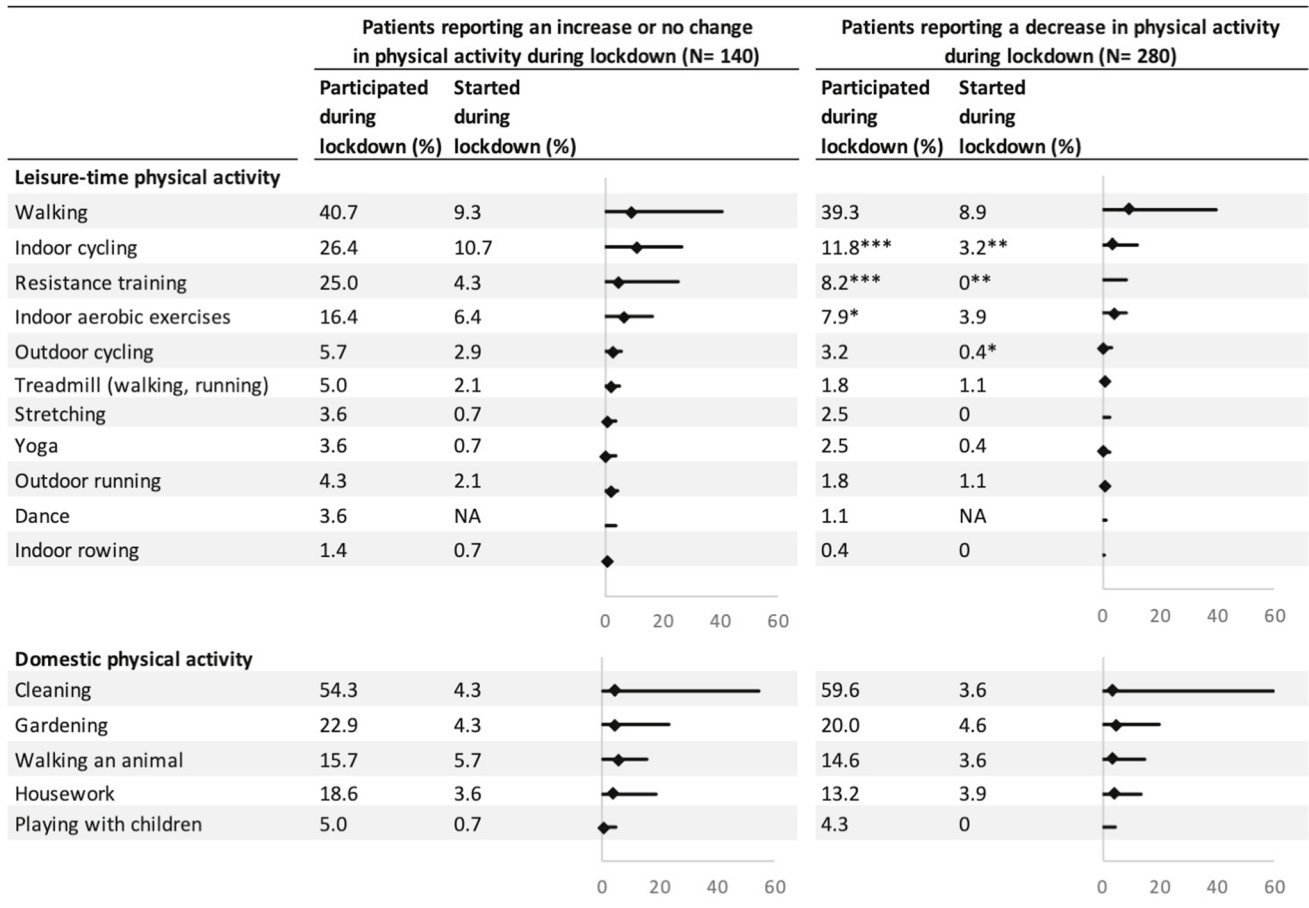 Patients reporting an increase or no change
in physical activity during lockdown (N= 140)
Patients reporting a decrease in physical activity
during lockdown (N= 280)
Participated
during
lockdown (%)
Started
during
lockdown (%)
Participated
during
lockdown (%)
Started
during
lockdown (%)
Leisure-time physical activity
Walking 40.7 9.3 39.3 8.9
Indoor cycling 26.4 10.7 11.8*** 3.2**
Resistance training 25.0 4.3 8.2*** 0**
Indoor aerobic exercises 16.4 6.4 7.9* 3.9
Outdoor cycling 5.7 2.9 3.2 0.4*
Treadmill (walking, running) 5.0 2.1 1.8 1.1
Stretching 3.6 0.7 2.5 0
Yoga 3.6 0.7 2.5 0.4
Outdoor running 4.3 2.1 1.8 1.1
Dance 3.6 NA 1.1 NA
Indoor rowing 1.4 0.7 0.4 0
0 20 40 60 0 20 40 60
Domestic physical activity
Cleaning 54.3 4.3 59.6 3.6
Gardening 22.9 4.3 20.0 4.6
Walking an animal 15.7 5.7 14.6 3.6
Housework 18.6 3.6 13.2 3.9
Playing with children 5.0 0.7 4.3 0
0 20 40 60 0 20 40 60